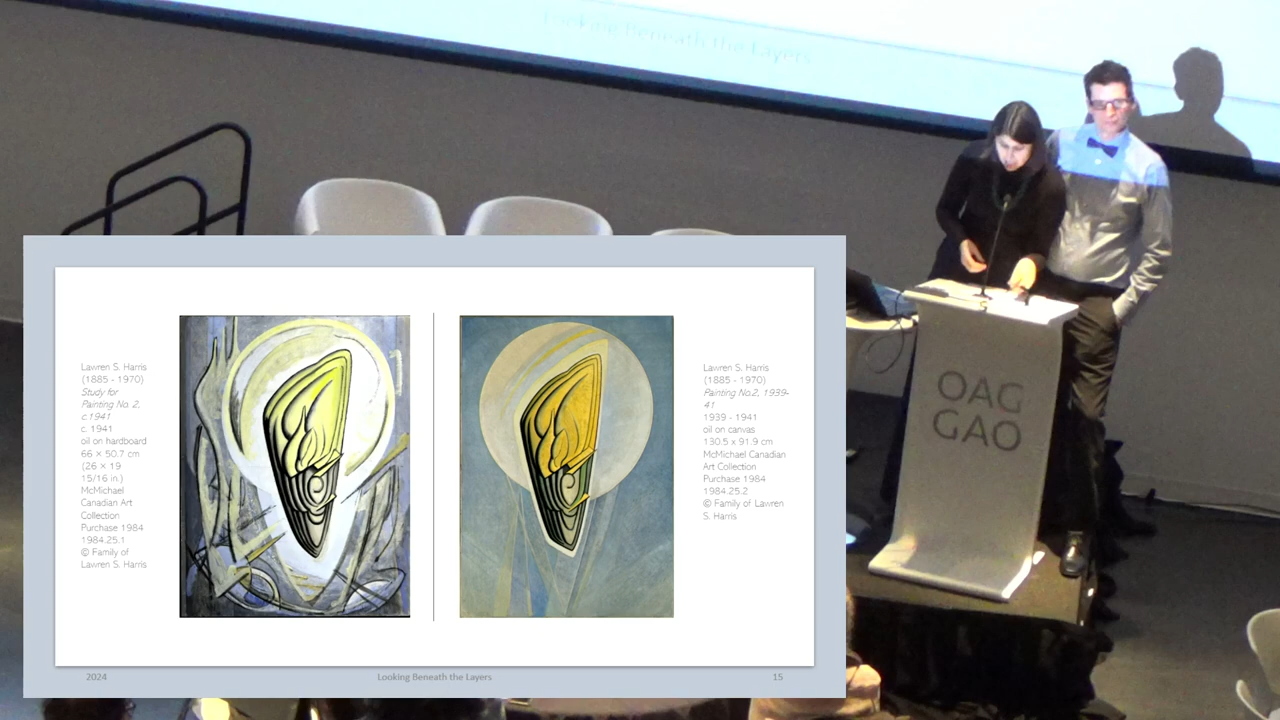 Looking Beneath the Layers
OAG
GAO
Lawren S. Harris
(1885 - 1970)
Study for
Painting No. 2,
c.1941
c. 1941
oil on hardboard
66 × 50.7 cm
(26 × 19
15/16 in.)
McMichael
Canadian Art
Collection
Purchase 1984
1984.25.1
© Family of
Lawren S. Harris
Lawren S. Harris
(1885 - 1970)
Painting No.2, 1939-
41
1939 - 1941
oil on canvas
130.5 x 91.9 cm
McMichael Canadian
Art Collection
Purchase 1984
1984.25.2
© Family of Lawren
S. Harris
2024
Looking Beneath the Layers
15